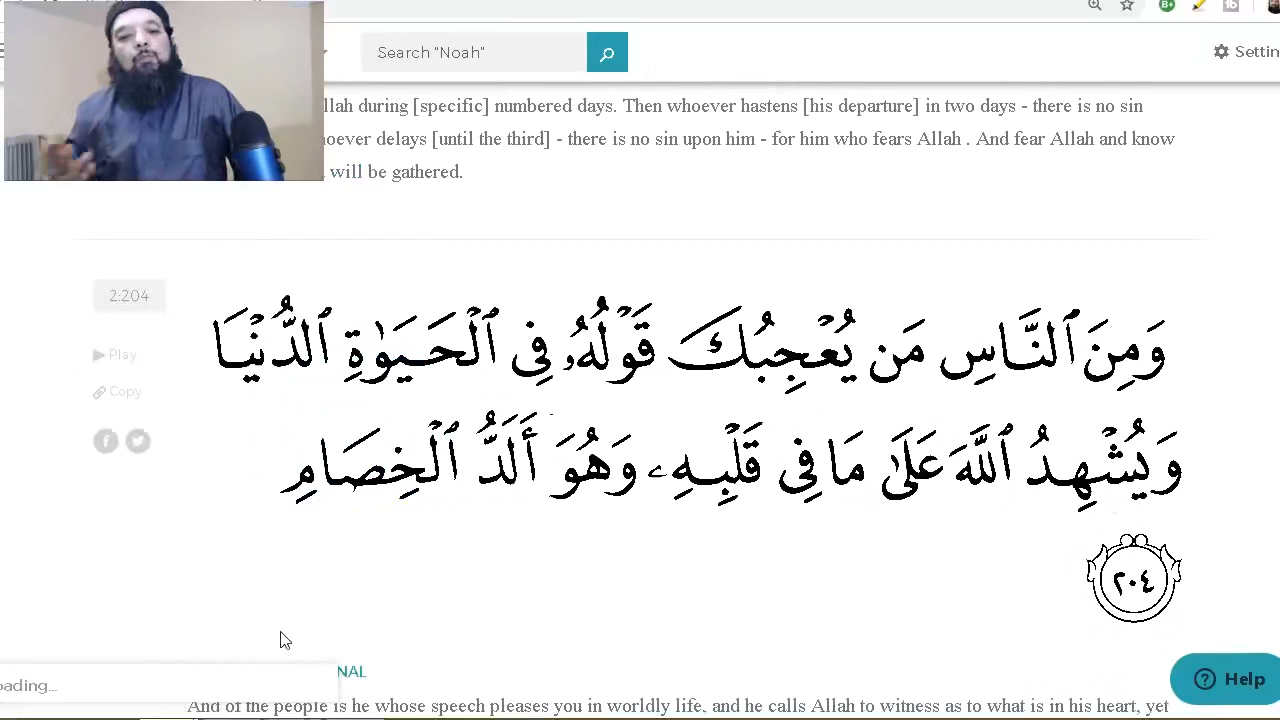 Search "Noah"
Settin
llah during [specific] numbered days. Then whoever hastens [his departure] in two days - there is no sin
oever delays [until the third] - there is no sin upon him - for him who fears Allah . And fear Allah and know
will be gathered.
2:204
وَمِنَ ٱلنَّاسِ مَن يُعْجِبُكَ قَوْلُهُۥ فِى ٱلْحَيَوٰةِ ٱلدُّنْيَا
Play
Copy
وَيُشْهِدُ ٱللَّهَ عَلَىٰ مَا فِى قَلْبِهِۦ وَهُوَ أَلَدُّ ٱلْخِصَامِ
٢٠٤
NAL
oading...
Help
And of the people is he whose speech pleases you in worldly life, and he calls Allah to witness as to what is in his heart, yet